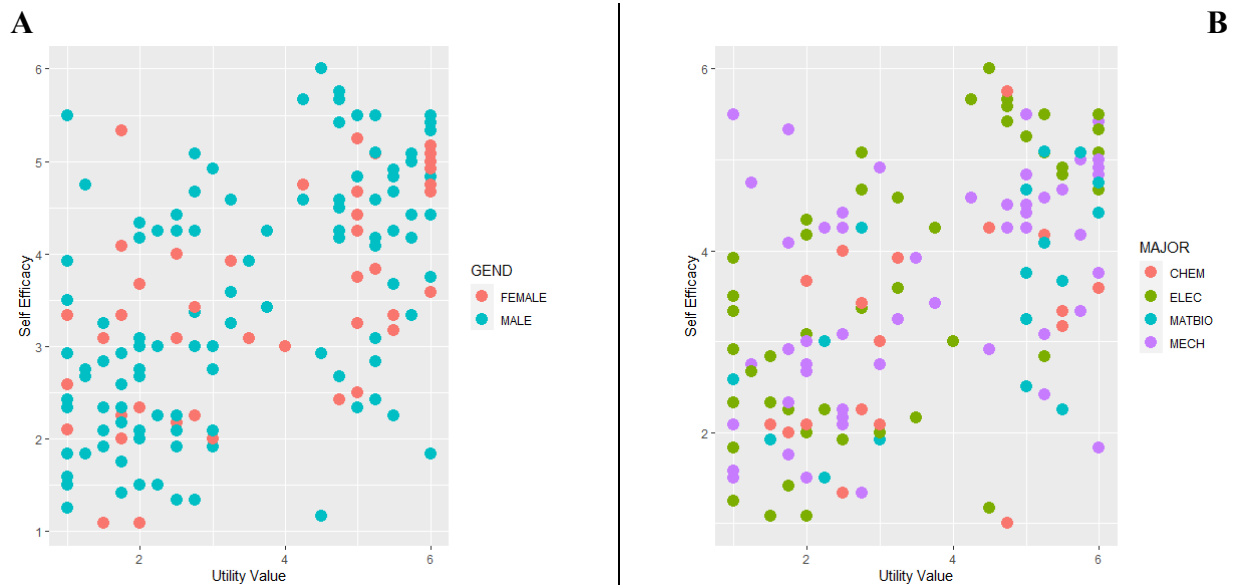 A
B
6
5
4
3
2
1
Self Efficacy
2
4
6
Utility Value
GEND
FEMALE
MALE
6
4
2
Self Efficacy
2
4
6
Utility Value
MAJOR
CHEM
ELEC
MATBIO
MECH